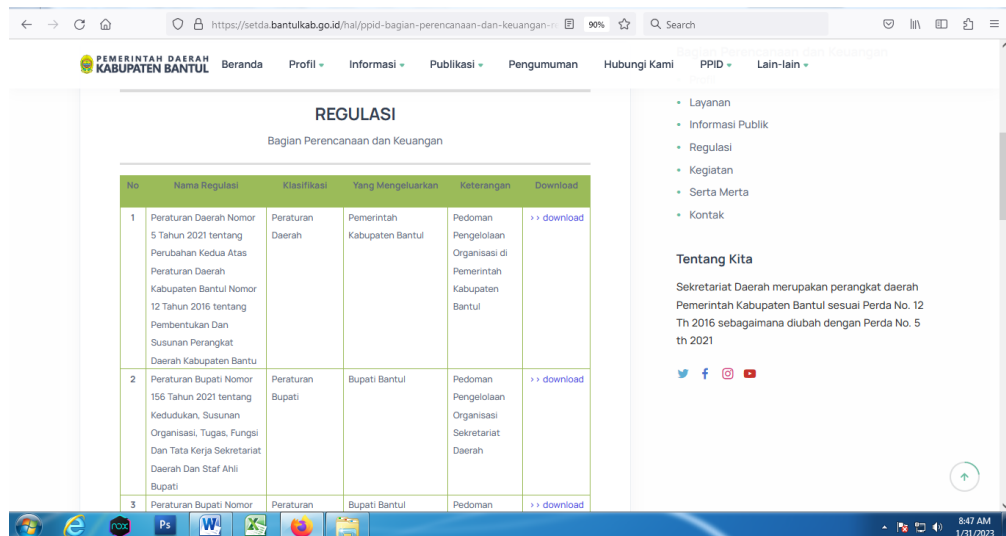 https://setda.bantulkab.go.id/hal/ppid-bagian-perencanaan-dan-keuangan-
90%
Search
PEMERINTAH DAERAH
KABUPATEN BANTUL
Beranda Profil Informasi Publikasi Pengumuman Hubungi Kami PPID Lain-lain
Bagian Perencanaan dan Keuangan
REGULASI
Bagian Perencanaan dan Keuangan
No Nama Regulasi Klasifikasi Yang Mengeluarkan Keterangan Download
1 Peraturan Daerah Nomor Peraturan Pemerintah Pedoman >> download
5 Tahun 2021 tentang Daerah Kabupaten Bantul Pengelolaan
Perubahan Kedua Atas Organisasi di
Peraturan Daerah Pemerintah
Kabupaten Bantul Nomor Kabupaten
12 Tahun 2016 tentang Bantul
Pembentukan Dan
Susunan Perangkat
Daerah Kabupaten Bantu
2 Peraturan Bupati Nomor Peraturan Bupati Bantul Pedoman >> download
156 Tahun 2021 tentang Bupati Pengelolaan
Kedudukan, Susunan Organisasi
Organisasi, Tugas, Fungsi Sekretariat
Dan Tata Kerja Sekretariat Daerah
Daerah Dan Staf Ahli
Bupati
3 Peraturan Bupati Nomor Peraturan Bupati Bantul Pedoman >> download
Layanan
Informasi Publik
Regulasi
Kegiatan
Serta Merta
Kontak
Tentang Kita
Sekretariat Daerah merupakan perangkat daerah
Pemerintah Kabupaten Bantul sesuai Perda No. 12
Th 2016 sebagaimana diubah dengan Perda No. 5
th 2021
rox
Ps
8:47 AM
1/31/2023